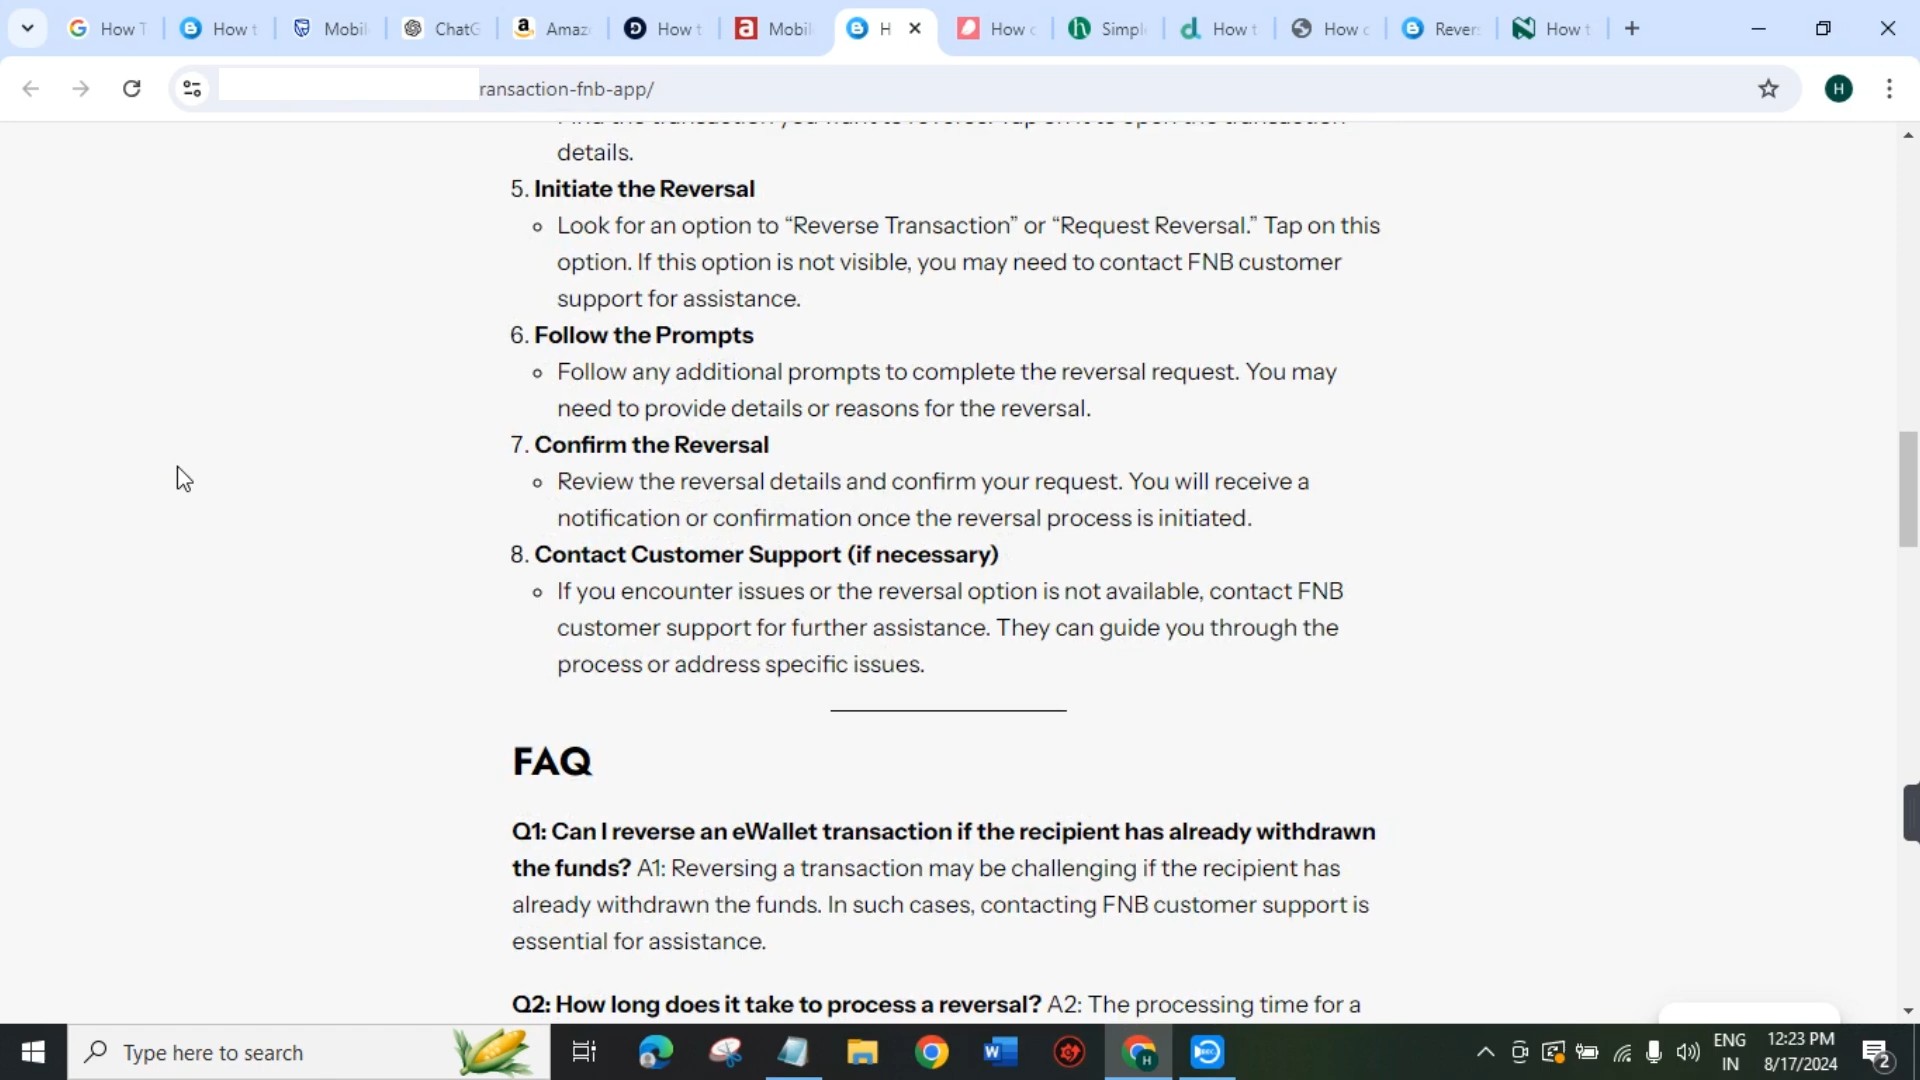 How T
How t
Mobil
ChatG
Amaz
How t
Mobil
H
How c
Simpl
How t
How c
Rever
How t
ransaction-fnb-app/
H
details.
5. Initiate the Reversal
Look for an option to “Reverse Transaction” or “Request Reversal.” Tap on this
option. If this option is not visible, you may need to contact FNB customer
support for assistance.
6. Follow the Prompts
Follow any additional prompts to complete the reversal request. You may
need to provide details or reasons for the reversal.
7. Confirm the Reversal
Review the reversal details and confirm your request. You will receive a
notification or confirmation once the reversal process is initiated.
8. Contact Customer Support (if necessary)
If you encounter issues or the reversal option is not available, contact FNB
customer support for further assistance. They can guide you through the
process or address specific issues.
FAQ
Q1: Can I reverse an eWallet transaction if the recipient has already withdrawn
the funds? A1: Reversing a transaction may be challenging if the recipient has
already withdrawn the funds. In such cases, contacting FNB customer support is
essential for assistance.
Q2: How long does it take to process a reversal? A2: The processing time for a
Type here to search
ENG
IN
12:23 PM
8/17/2024
2